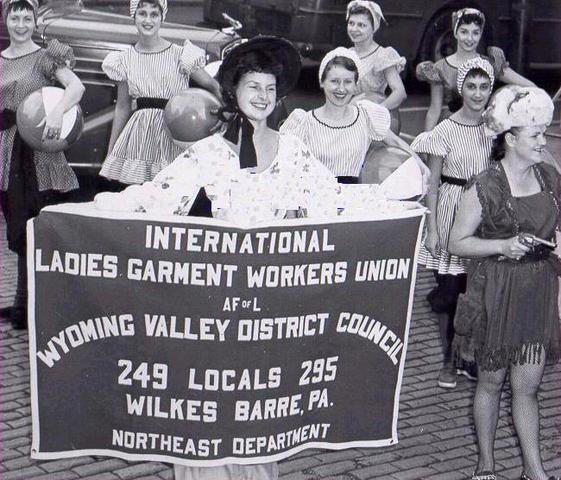 INTERNATIONAL
LADIES GARMENT WORKERS UNION
AF of L
WYOMING VALLEY DISTRICT COUNCIL
249 LOCALS 295
WILKES BARRE, PA.
NORTHEAST DEPARTMENT